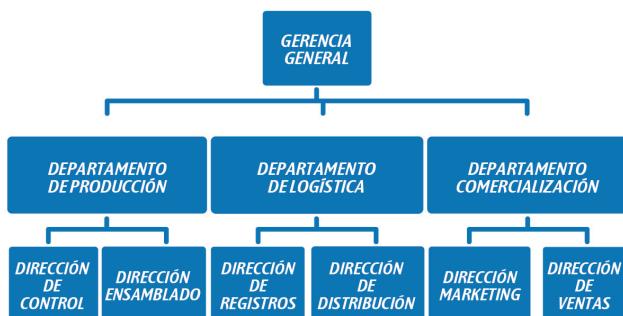 GERENCIA
GENERAL
DEPARTAMENTO
DE PRODUCCIÓN
DEPARTAMENTO
DE LOGÍSTICA
DEPARTAMENTO
COMERCIALIZACIÓN
DIRECCIÓN
DE
CONTROL
DIRECCIÓN
ENSAMBLADO
DIRECCIÓN
DE
REGISTROS
DIRECCIÓN
DE
DISTRIBUCIÓN
DIRECCIÓN
MARKETING
DIRECCIÓN
DE
VENTAS